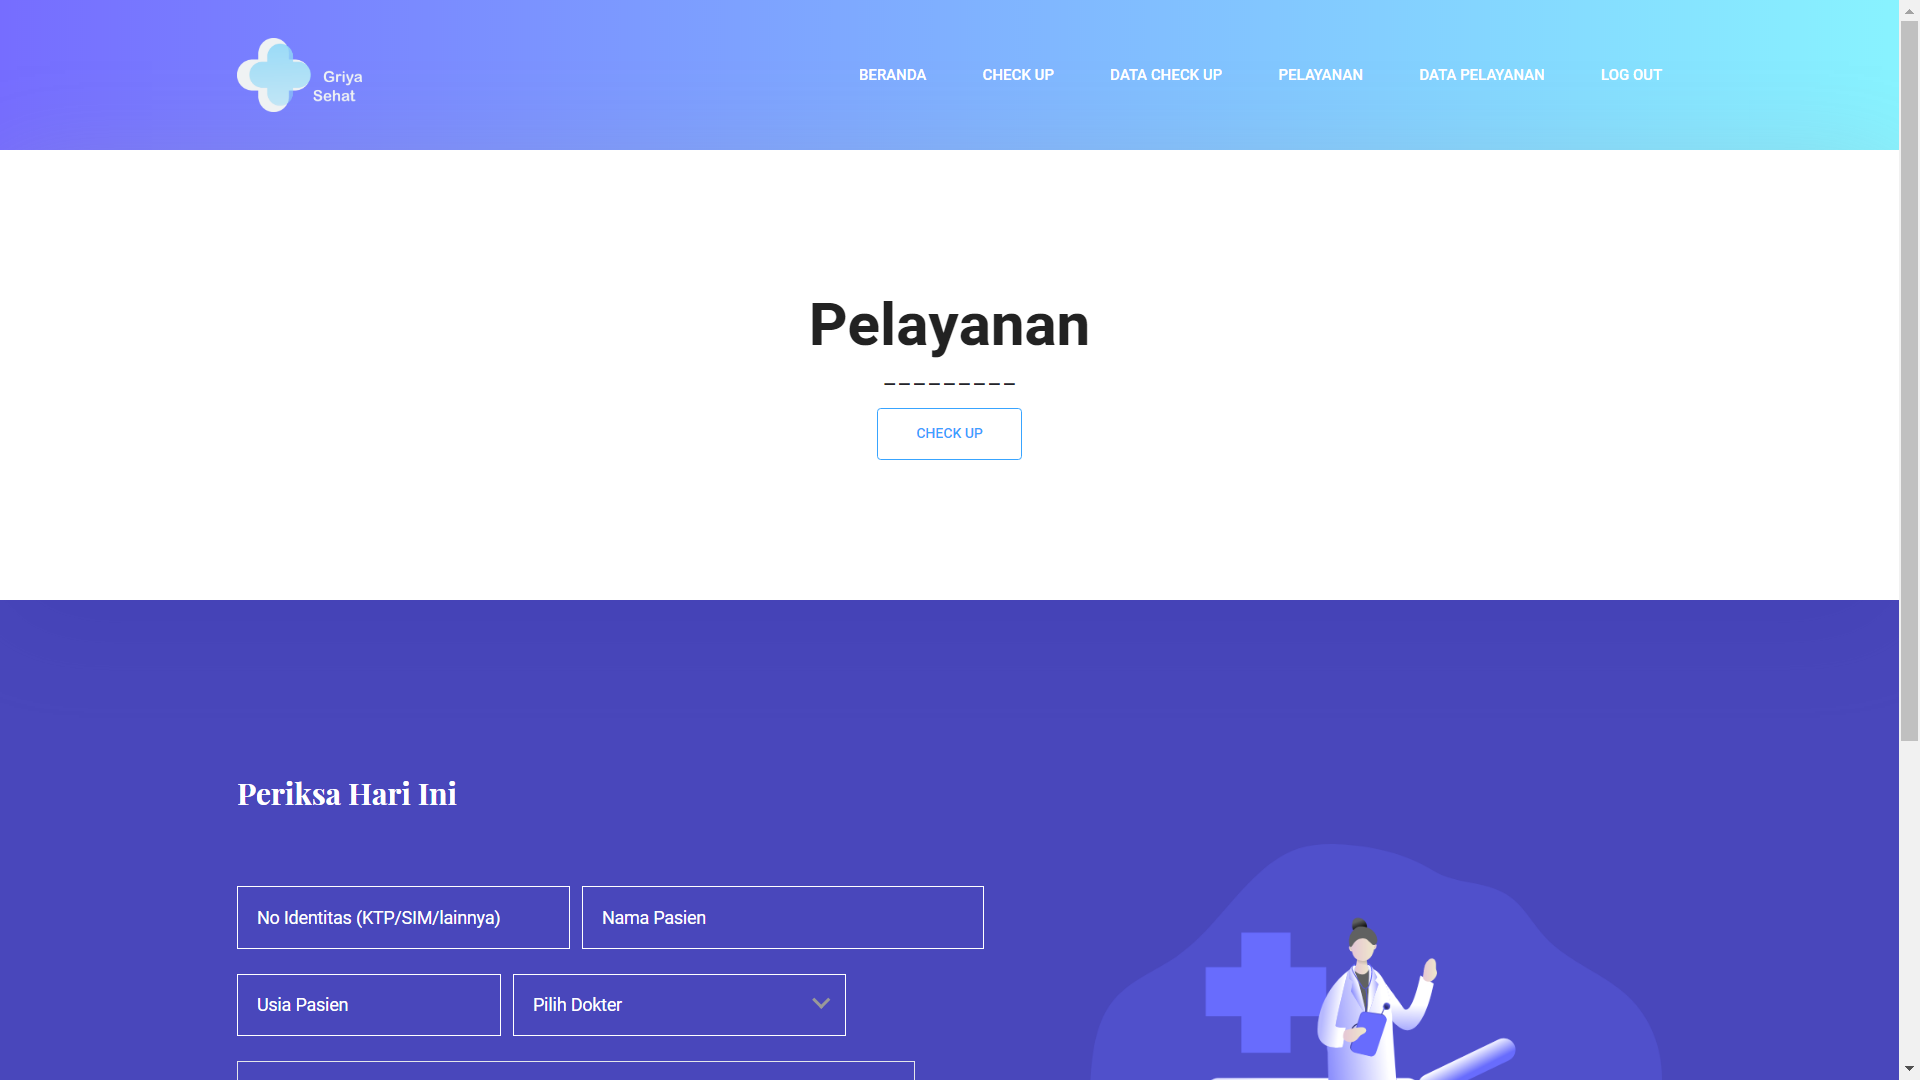 Griya
Sehat
BERANDA
CHECK UP
DATA CHECK UP
PELAYANAN
DATA PELAYANAN
LOG OUT
Pelayanan
_ _ _ _ _ _ _ _ _
CHECK UP
Periksa Hari Ini
No Identitas (KTP/SIM/lainnya)
Nama Pasien
Usia Pasien
Pilih Dokter